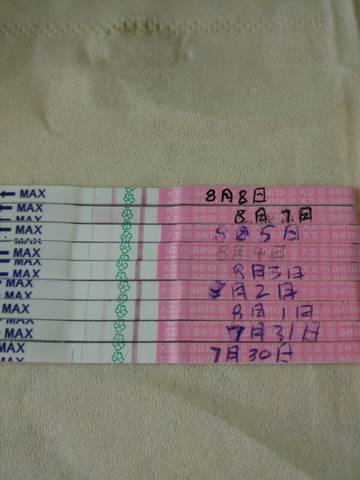 ← MAX 8月8日
← MAX 8月7日
← MAX 8月5日
← MAX 8月4日
← MAX 8月3日
← MAX 8月2日
← MAX 8月1日
MAX 7月31日
MAX 7月30日